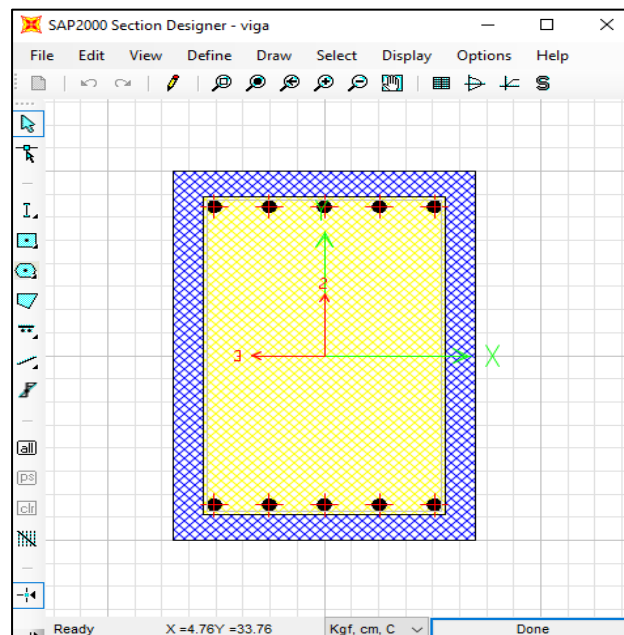 SAP2000 Section Designer - viga
File Edit View Define Draw Select Display Options Help
S
I
2
3
X
all
ps
clr
Ready X =4.76Y =33.76 Kgf, cm, C Done